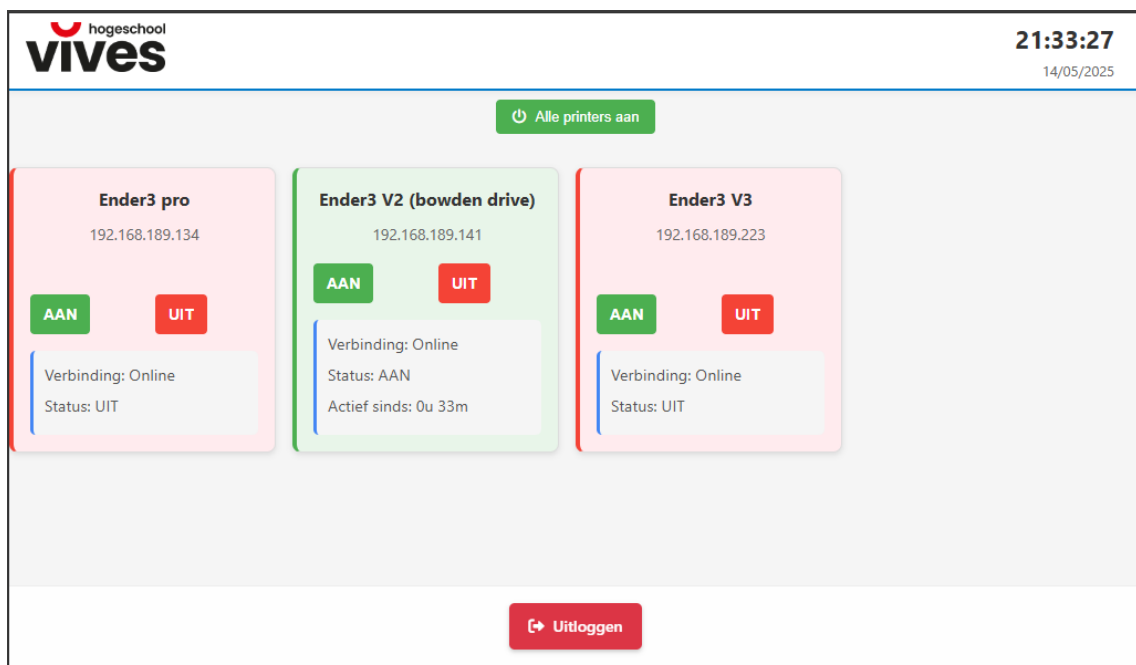 hogeschool
vives
21:33:27
14/05/2025
Alle printers aan
Ender3 pro
192.168.189.134
AAN UIT
Verbinding: Online
Status: UIT
Ender3 V2 (bowden drive)
192.168.189.141
AAN UIT
Verbinding: Online
Status: AAN
Actief sinds: 0u 33m
Ender3 V3
192.168.189.223
AAN UIT
Verbinding: Online
Status: UIT
Uitloggen